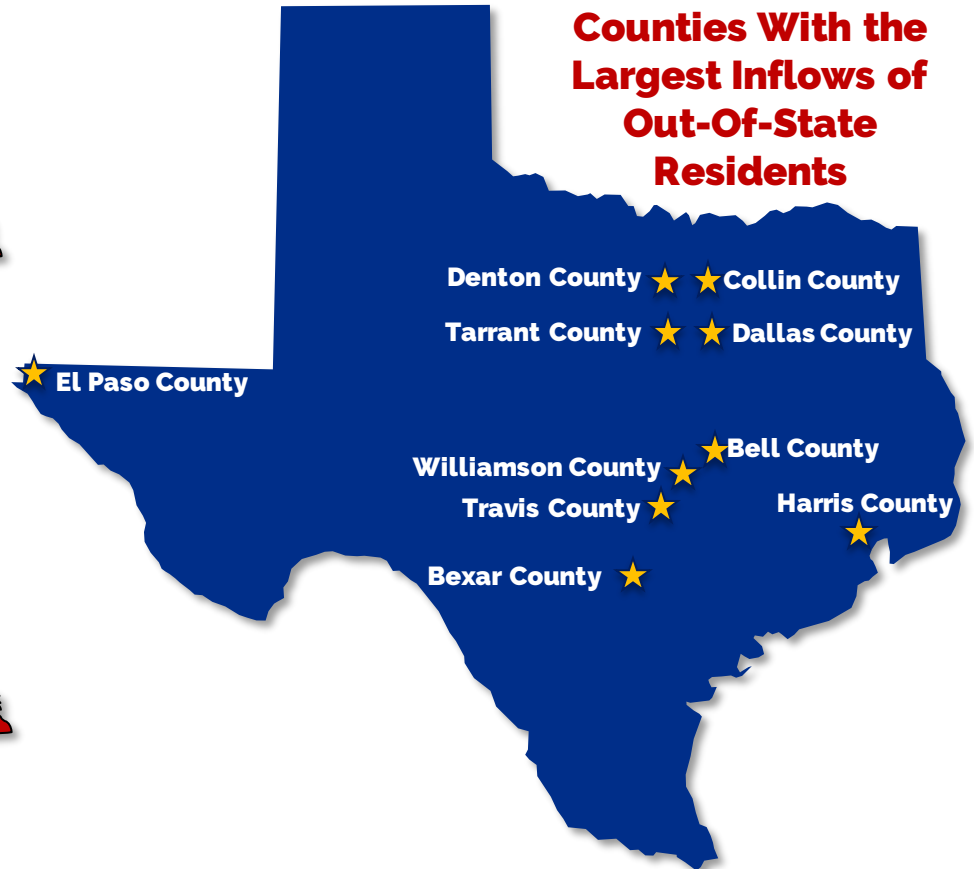 Counties With the
Largest Inflows of
Out-Of-State
Residents
Denton County
Collin County
Tarrant County
Dallas County
El Paso County
Bell County
Williamson County
Harris County
Travis County
Bexar County